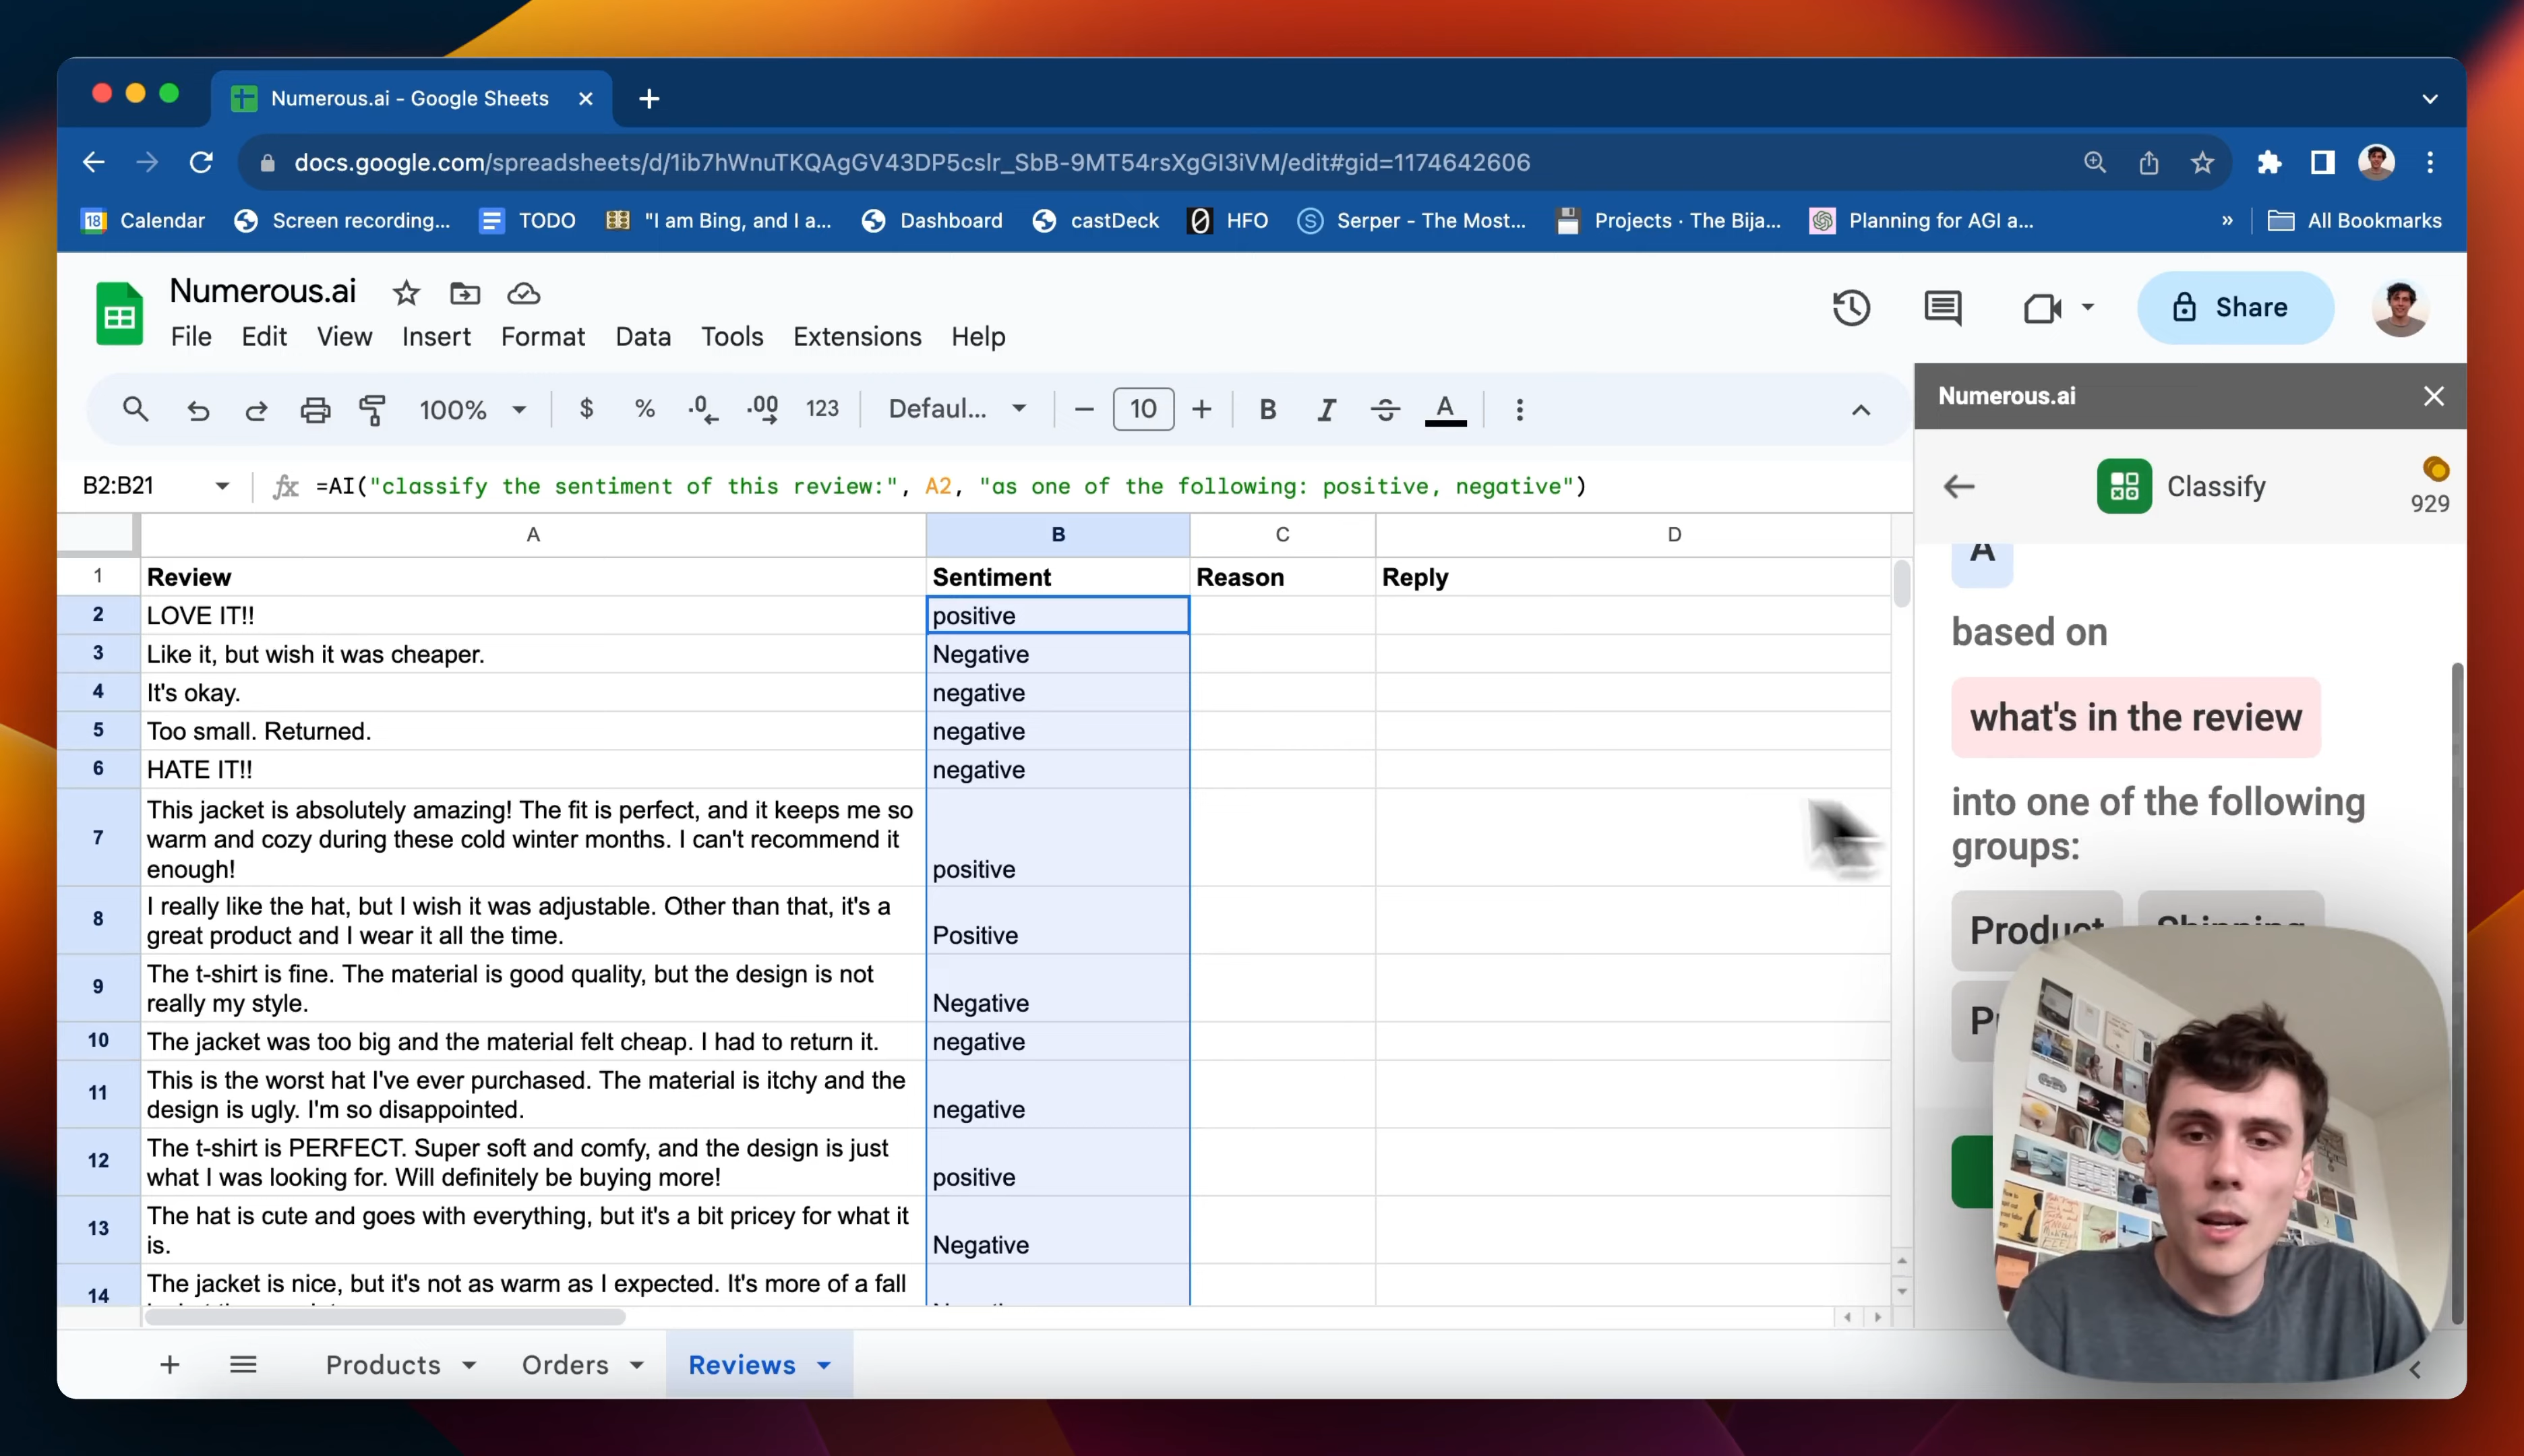 Numerous.ai - Google Sheets
docs.google.com/spreadsheets/d/1ib7hWnuTKQAgGV43DP5cslr_SbB-9MT54rsXgGI3iVM/edit#gid=1174642606
18 Calendar Screen recording... TODO "I am Bing, and I a... Dashboard castDeck HFO Serper - The Most... Projects · The Bija... Planning for AGI a... » All Bookmarks
Numerous.ai
File Edit View Insert Format Data Tools Extensions Help
Share
100% $ % .0 .00 123 Defaul... 10 B I S A
Numerous.ai
B2:B21 fx =AI("classify the sentiment of this review:", A2, "as one of the following: positive, negative")
Classify
929
A B C D
1 Review Sentiment Reason Reply
2 LOVE IT!! positive
3 Like it, but wish it was cheaper. Negative
4 It's okay. negative
5 Too small. Returned. negative
6 HATE IT!! negative
7 This jacket is absolutely amazing! The fit is perfect, and it keeps me so
warm and cozy during these cold winter months. I can't recommend it
enough! positive
8 I really like the hat, but I wish it was adjustable. Other than that, it's a
great product and I wear it all the time. Positive
9 The t-shirt is fine. The material is good quality, but the design is not
really my style. Negative
10 The jacket was too big and the material felt cheap. I had to return it. negative
11 This is the worst hat I've ever purchased. The material is itchy and the
design is ugly. I'm so disappointed. negative
12 The t-shirt is PERFECT. Super soft and comfy, and the design is just
what I was looking for. Will definitely be buying more! positive
13 The hat is cute and goes with everything, but it's a bit pricey for what it
is. Negative
14 The jacket is nice, but it's not as warm as I expected. It's more of a fall
A
based on
what's in the review
into one of the following
groups:
Product Shipping
Products Orders Reviews